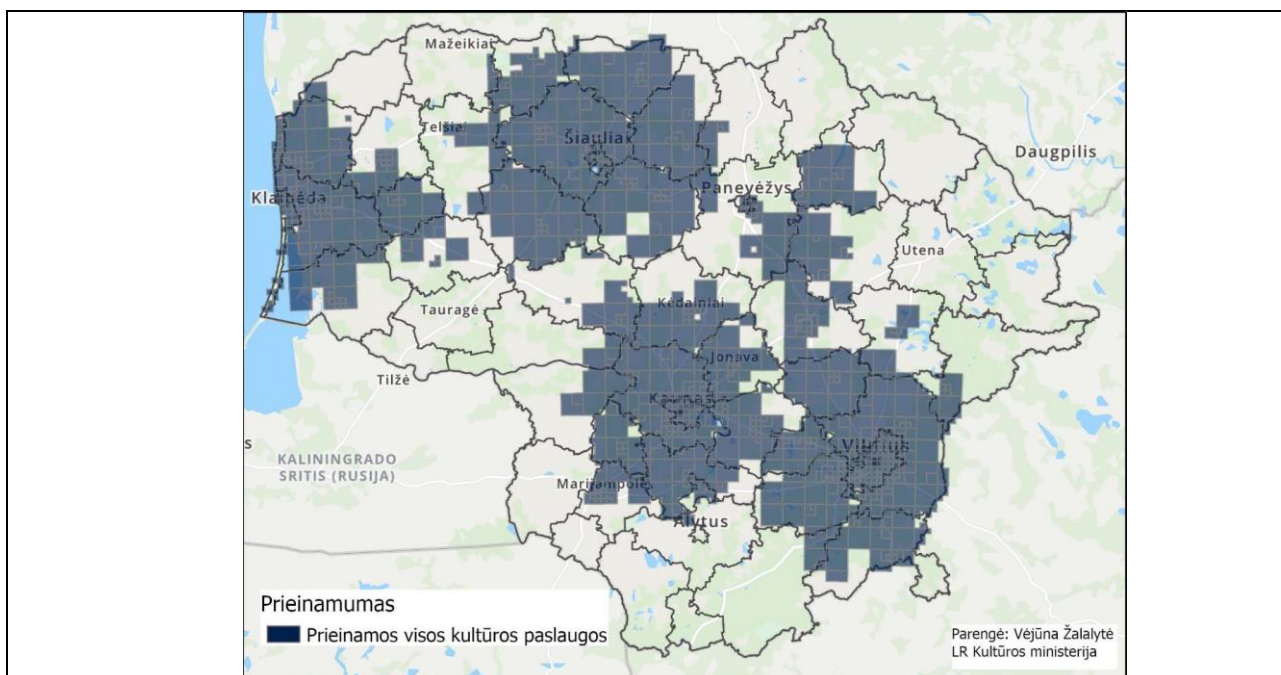 Mažeikiai
Telšiai
Šiauliai
Daugpilis
Klaipėda
Panevėžys
Utena
Tauragė
Kėdainiai
Jonava
Tilžė
Kaunas
Vilnius
s
KALININGRADO
SRITIS (RUSIJA)
Marijampolė
Alytus
Prieinamumas
Prieinamos visos kultūros paslaugos
Parengė: Vėjūna Žalalytė
LR Kultūros ministerija